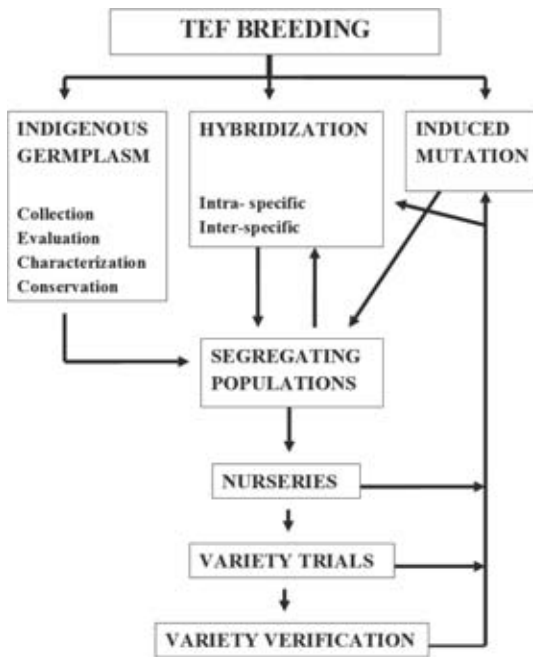 TEF BREEDING
INDIGENOUS
GERMPLASM
Collection
Evaluation
Characterization
Conservation
HYBRIDIZATION
Intra- specific
Inter-specific
INDUCED
MUTATION
SEGREGATING
POPULATIONS
NURSERIES
VARIETY TRIALS
VARIETY VERIFICATION